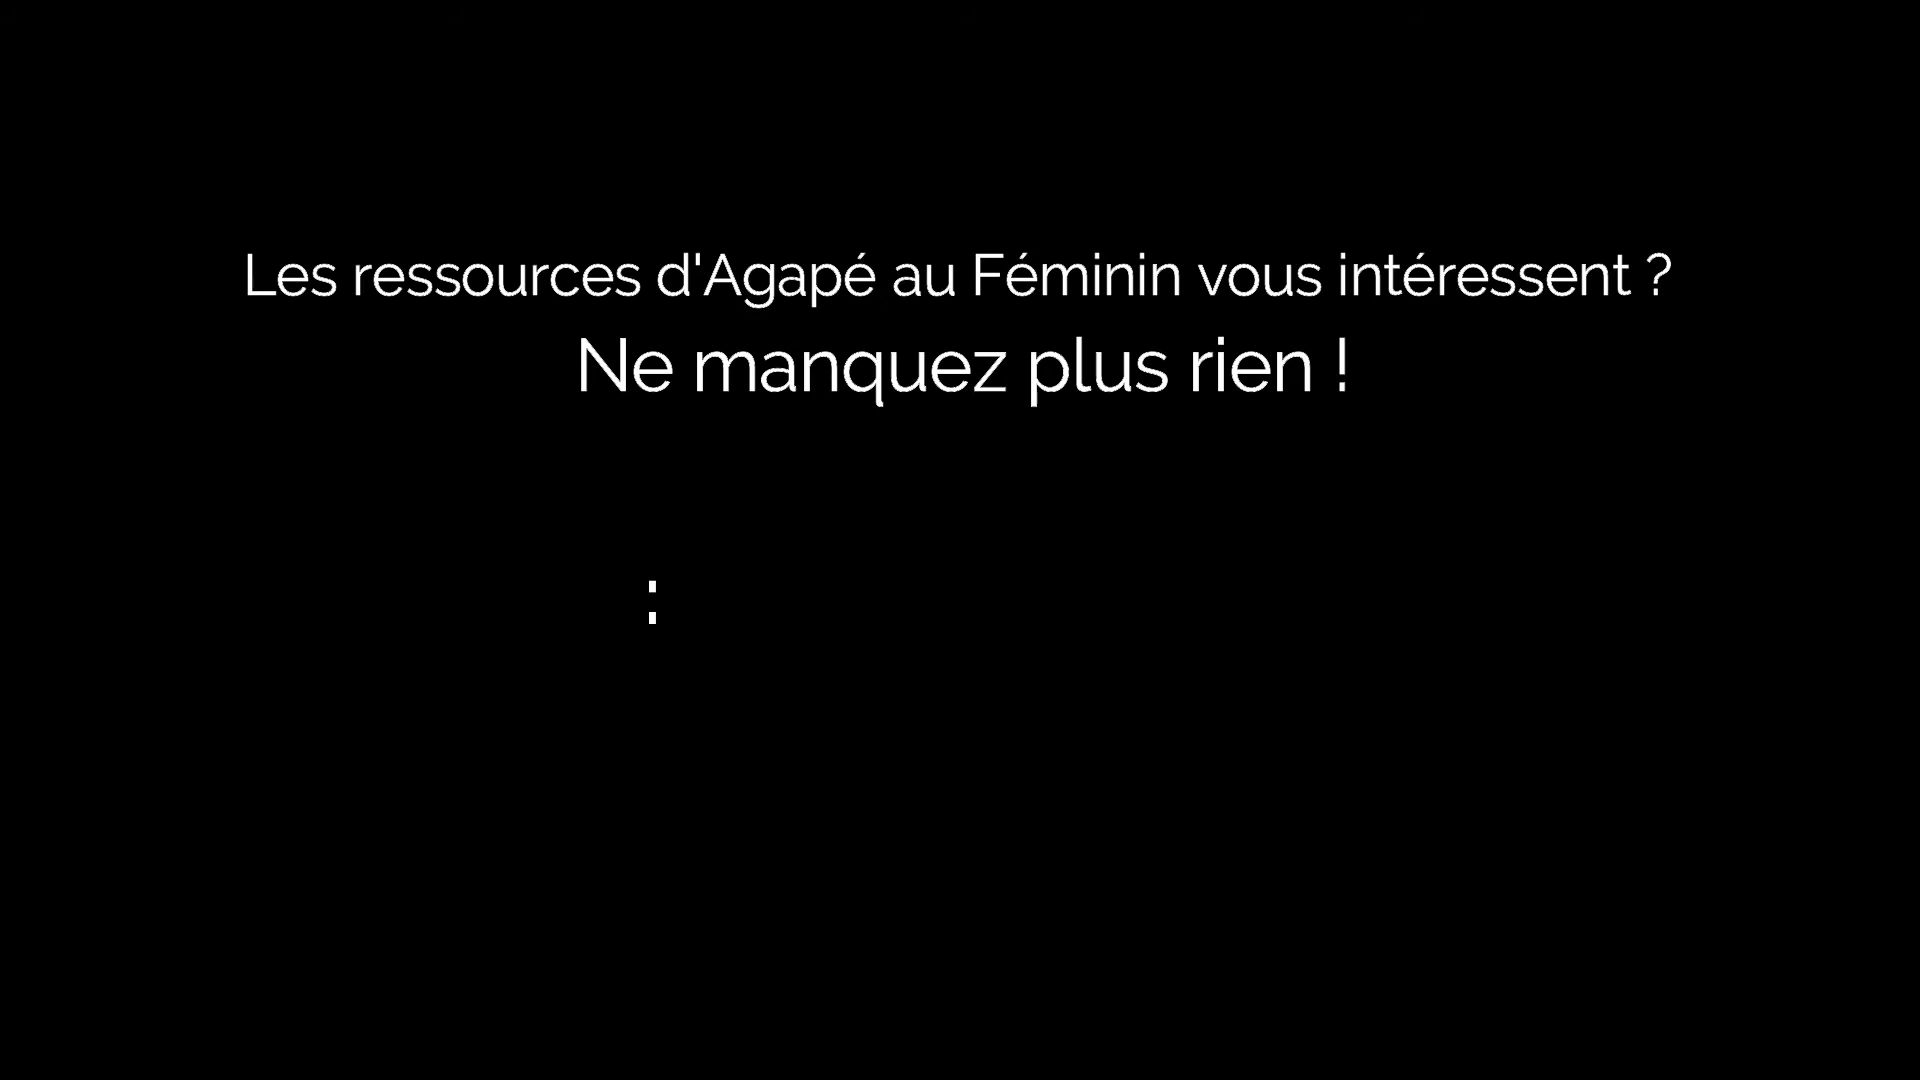 Les ressources d'Agapé au Féminin vous intéressent ?
Ne manquez plus rien !
: